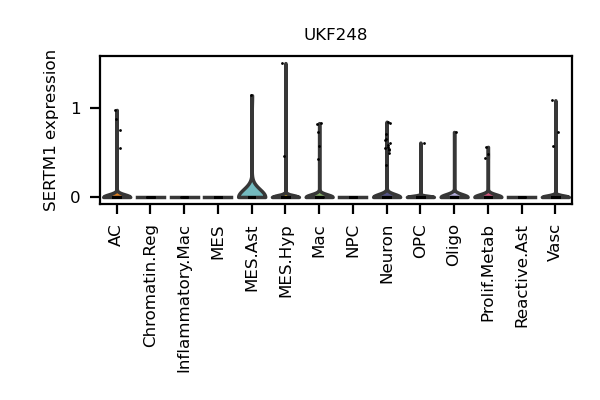 UKF248
SERTM1 expression
1
0
AC
Chromatin.Reg
Inflammatory.Mac
MES
MES.Ast
MES.Hyp
Mac
NPC
Neuron
OPC
Oligo
Prolif.Metab
Reactive.Ast
Vasc